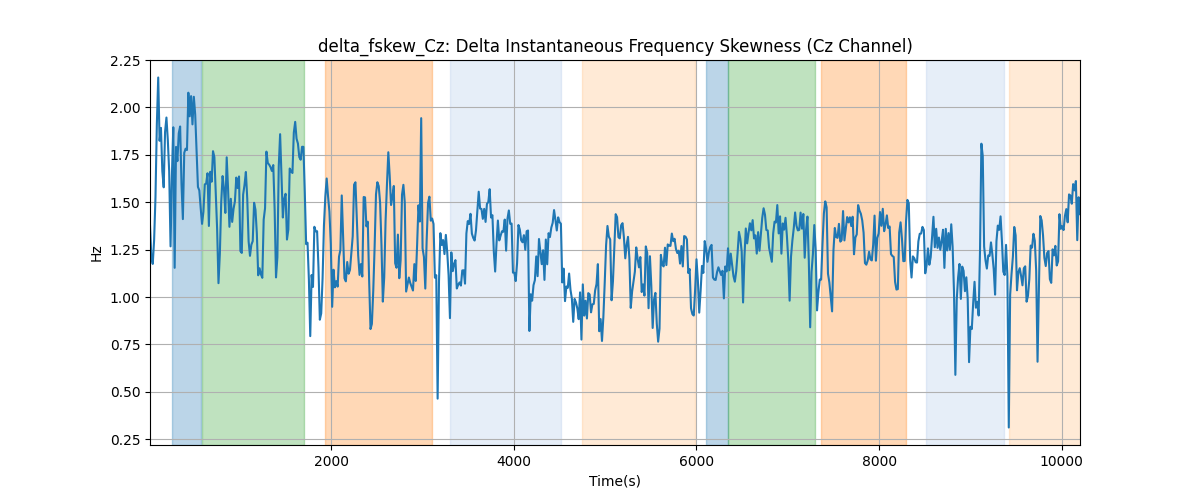 delta_fskew_Cz: Delta Instantaneous Frequency Skewness (Cz Channel)
2.25
2.00
1.75
1.50
1.25
1.00
0.75
0.50
0.25
Hz
2000 4000 6000 8000 10000
Time(s)